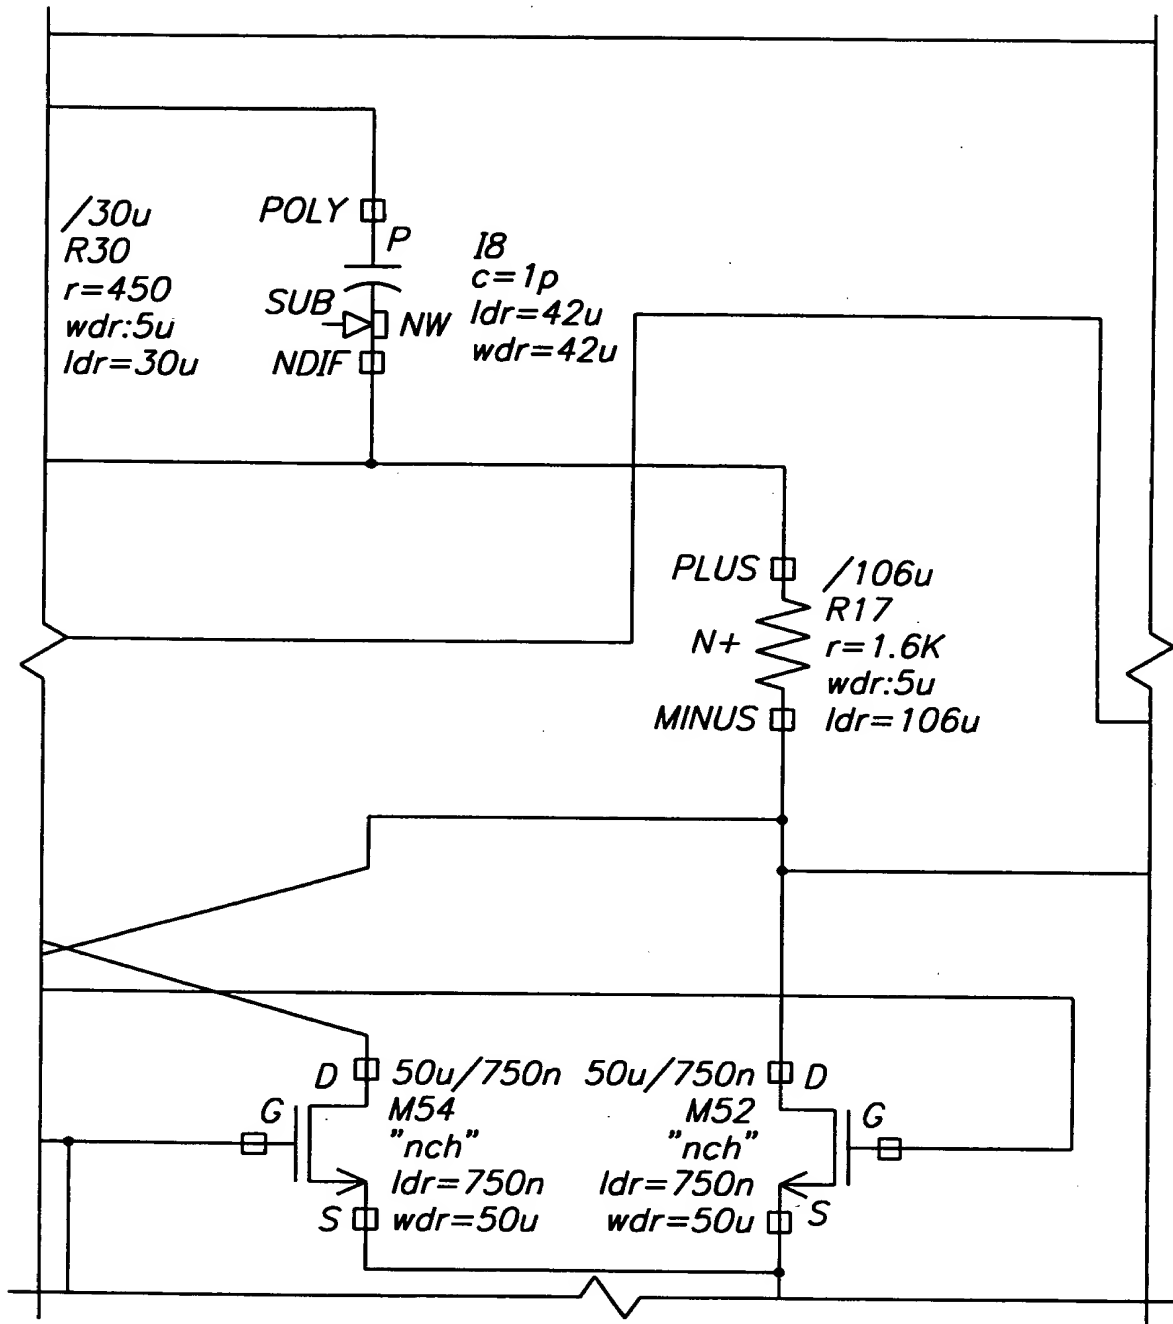 /30u
R30
r=450
wdr:5u
ldr=30u
POLY
P
SUB
NW
NDIF
I8
c=1p
ldr=42u
wdr=42u
PLUS
N+
MINUS
/106u
R17
r=1.6K
wdr:5u
ldr=106u
D
G
S
50u/750n
M54
"nch"
ldr=750n
wdr=50u
50u/750n
M52
"nch"
ldr=750n
wdr=50u
D
G
S